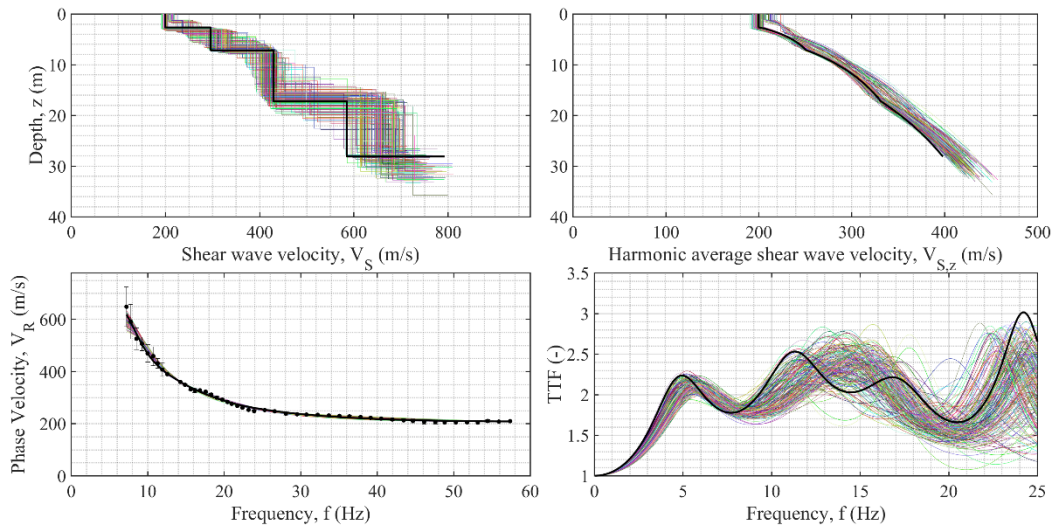 0
10
20
30
40
Depth, z (m)
0 200 400 600 800
Shear wave velocity, V_S (m/s)
0
10
20
30
40
0 100 200 300 400 500
Harmonic average shear wave velocity, V_S,z (m/s)
600
400
200
0
Phase Velocity, V_R (m/s)
0 10 20 30 40 50 60
Frequency, f (Hz)
3.5
3
2.5
2
1.5
1
TTF (-)
0 5 10 15 20 25
Frequency, f (Hz)